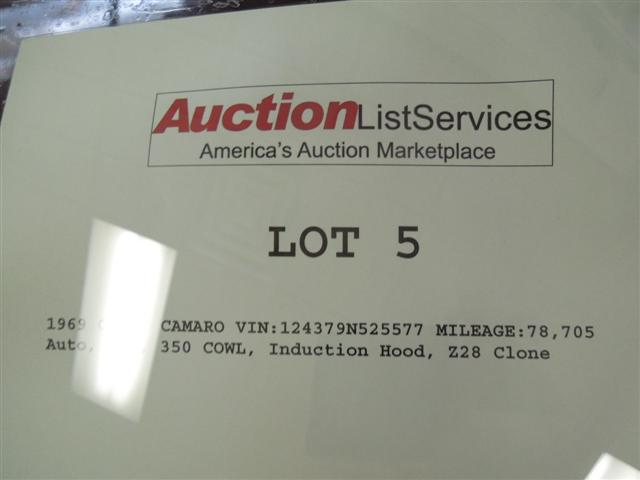 AuctionListServices
America's Auction Marketplace
LOT 5
1969 CAMARO VIN:124379N525577 MILEAGE:78,705
Auto, 350 COWL, Induction Hood, Z28 Clone